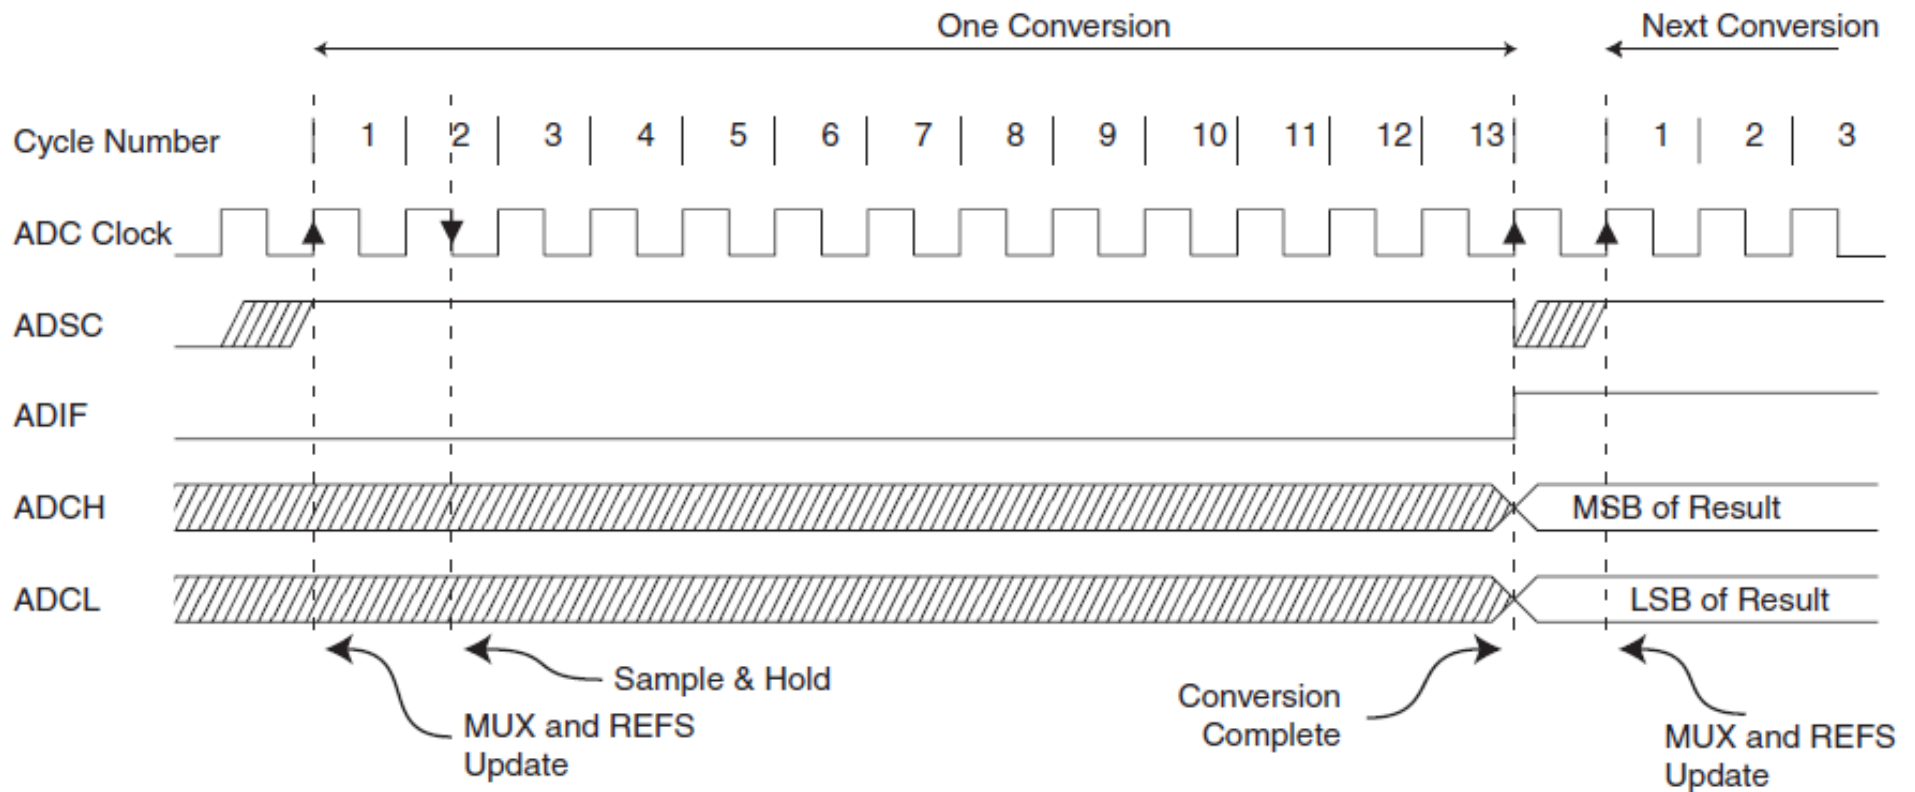 One Conversion
Next Conversion
Cycle Number 1 2 3 4 5 6 7 8 9 10 11 12 13 1 2 3
ADC Clock
ADSC
ADIF
ADCH
MSB of Result
ADCL
LSB of Result
Sample & Hold
MUX and REFS
Update
Conversion
Complete
MUX and REFS
Update